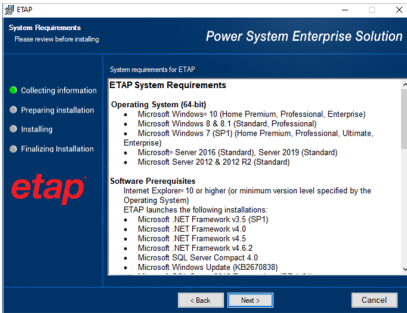 ETAP
System Requirements
Please review before installing
Power System Enterprise Solution
System requirements for ETAP
Collecting information
Preparing installation
Installing
Finalizing Installation
etap
ETAP System Requirements
Operating System (64-bit)
• Microsoft Windows® 10 (Home Premium, Professional, Enterprise)
• Microsoft Windows 8 & 8.1 (Standard, Professional)
• Microsoft Windows 7 (SP1) (Home Premium, Professional, Ultimate,
Enterprise)
• Microsoft® Server 2016 (Standard), Server 2019 (Standard)
• Microsoft Server 2012 & 2012 R2 (Standard)
Software Prerequisites
Internet Explorer® 10 or higher (or minimum version level specified by the
Operating System)
ETAP launches the following installations:
• Microsoft .NET Framework v3.5 (SP1)
• Microsoft .NET Framework v4.0
• Microsoft .NET Framework v4.5
• Microsoft .NET Framework v4.6.2
• Microsoft SQL Server Compact 4.0
• Microsoft Windows Update (KB2670838)
< Back
Next >
Cancel